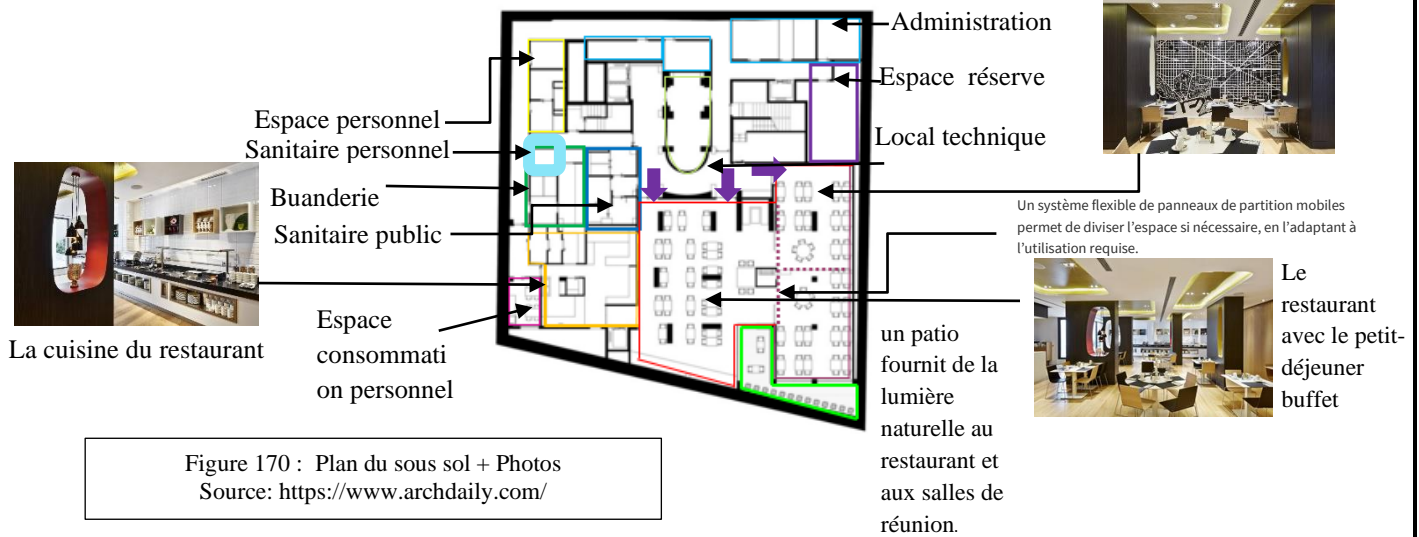 Administration
Espace réserve
Local technique
Espace personnel
Sanitaire personnel
Buanderie
Sanitaire public
La cuisine du restaurant
Espace
consommati
on personnel
Un système flexible de panneaux de partition mobiles
permet de diviser l'espace si nécessaire, en l'adaptant à
l'utilisation requise.
Le
restaurant
avec le petit-
déjeuner
buffet
un patio
fournit de la
lumière
naturelle au
restaurant et
aux salles de
réunion.
Figure 170 : Plan du sous sol + Photos
Source: https://www.archdaily.com/